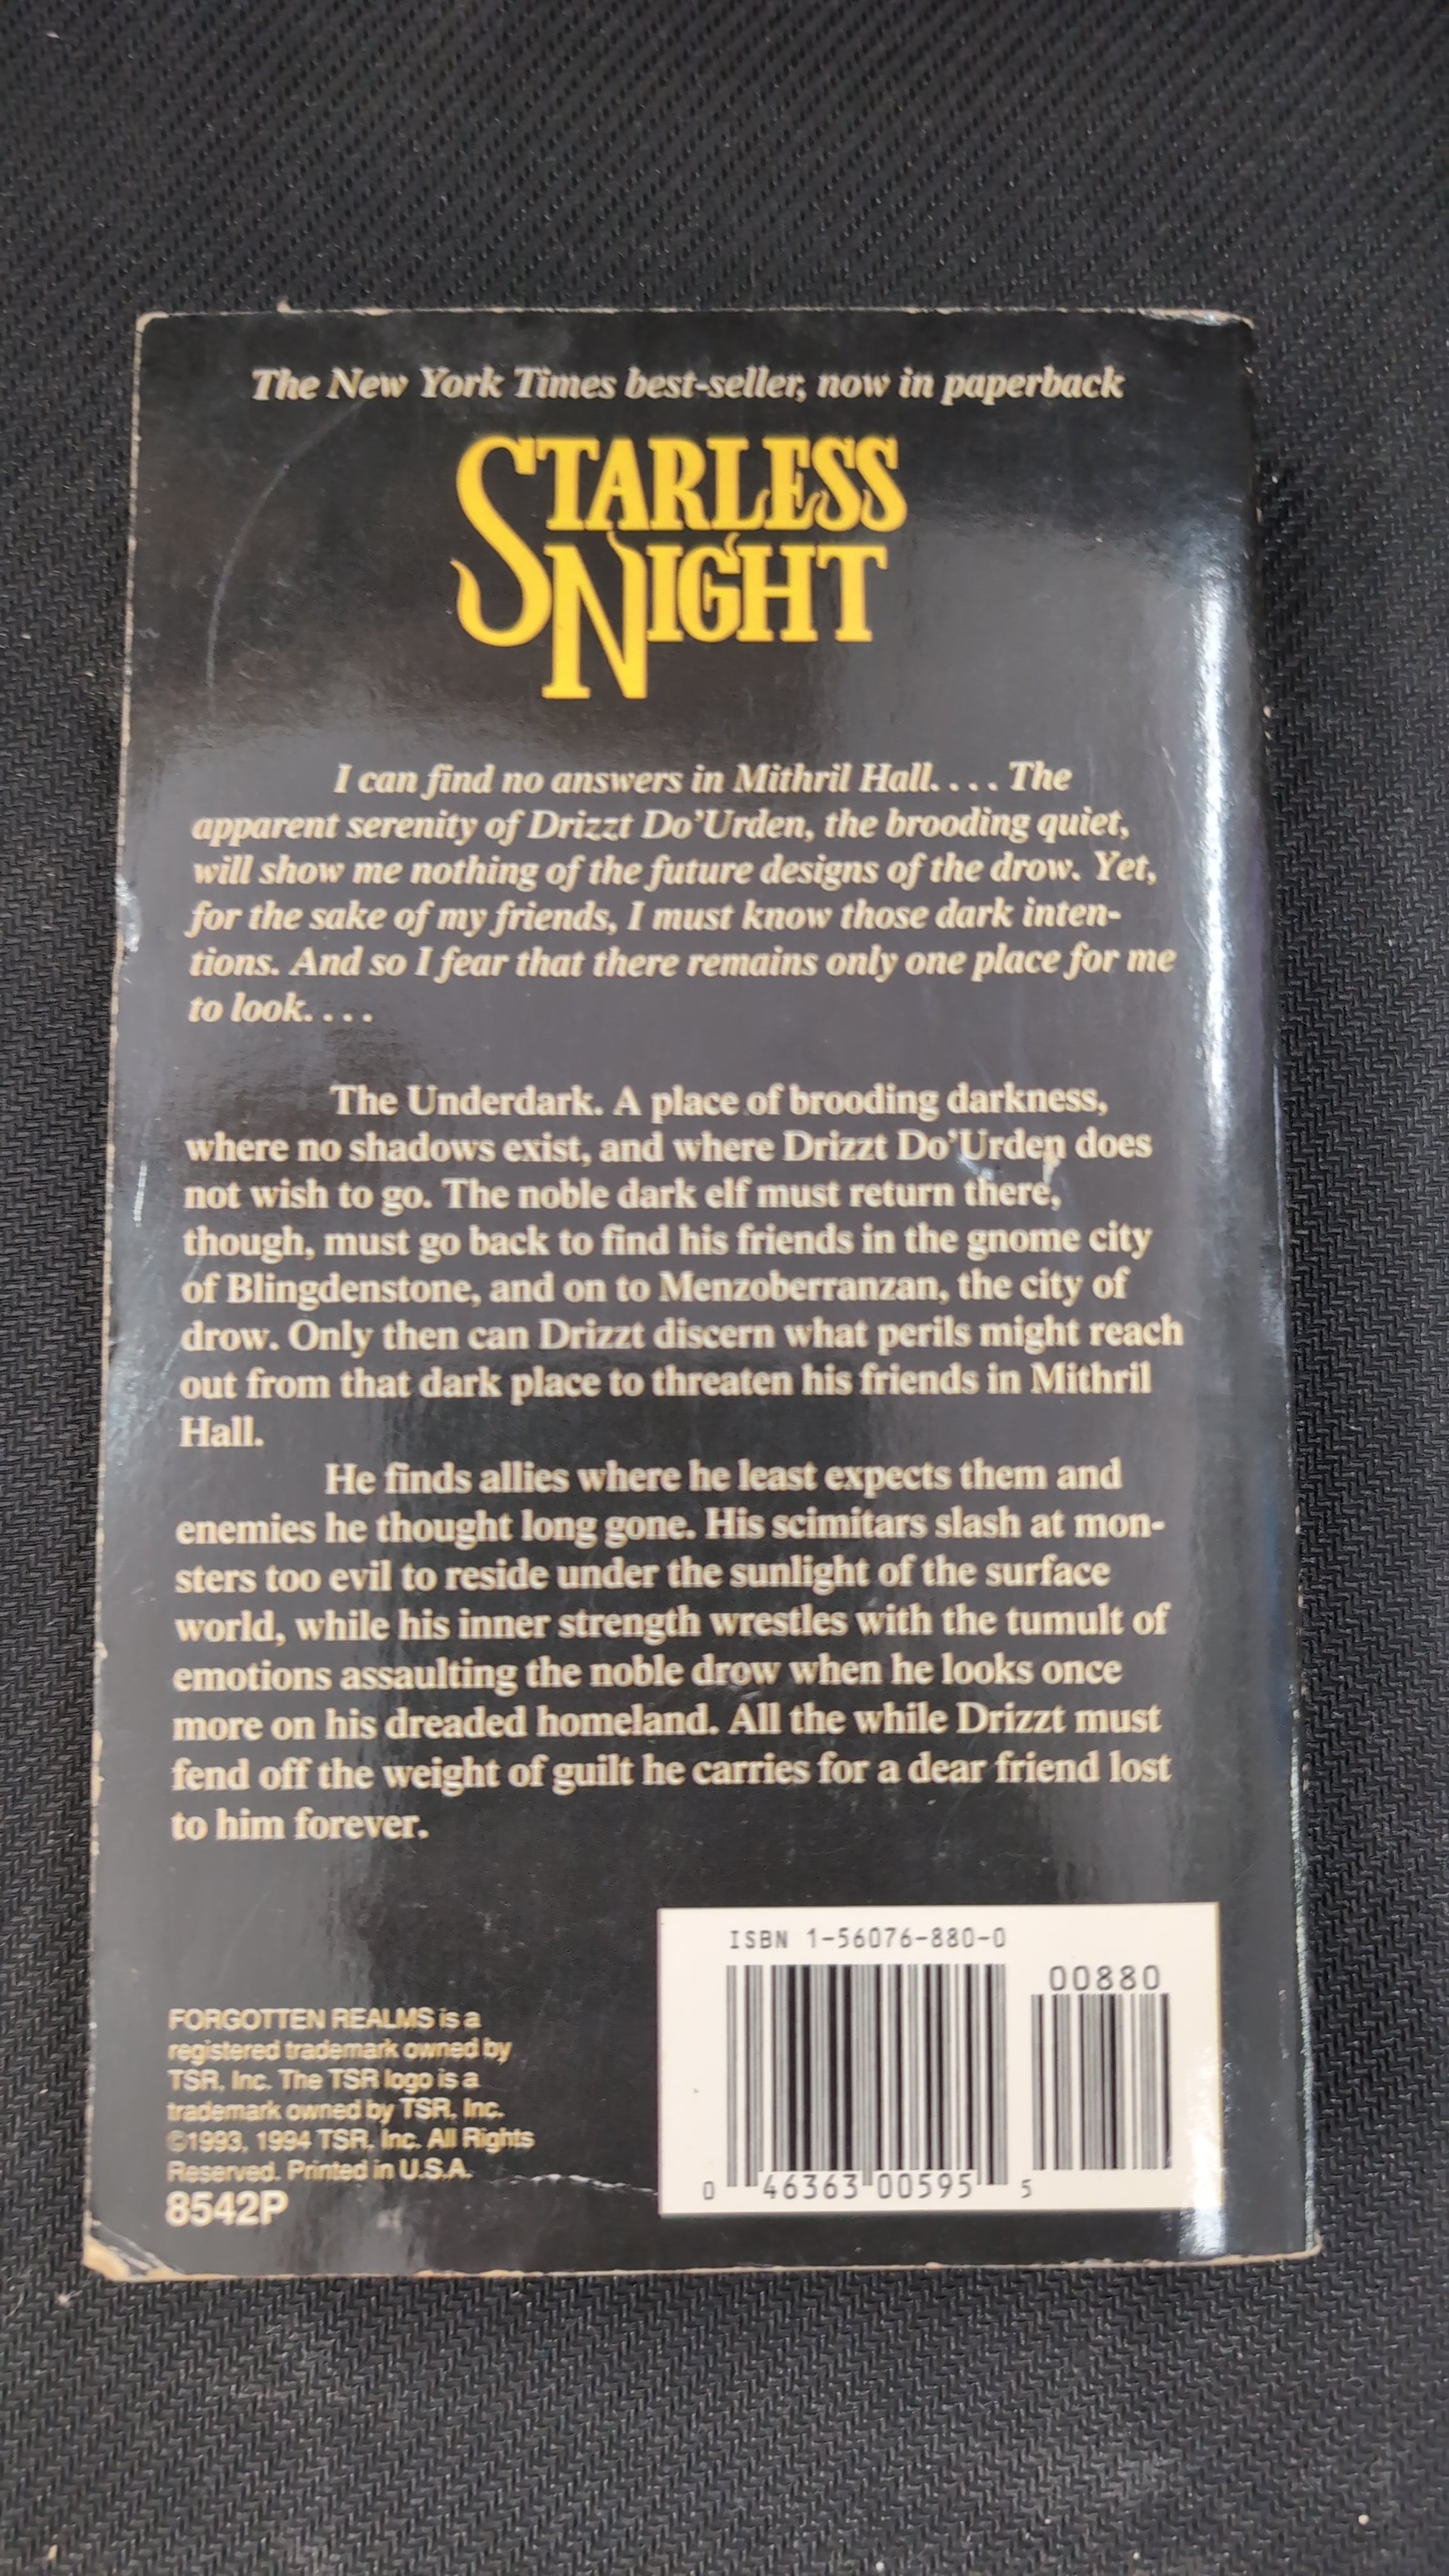 The New York Times best-seller, now in paperback
STARLESS
NIGHT
I can find no answers in Mithril Hall. . . . The
apparent serenity of Drizzt Do'Urden, the brooding quiet,
will show me nothing of the future designs of the drow. Yet,
for the sake of my friends, I must know those dark inten-
tions. And so I fear that there remains only one place for me
to look. . . .
The Underdark. A place of brooding darkness,
where no shadows exist, and where Drizzt Do'Urden does
not wish to go. The noble dark elf must return there,
though, must go back to find his friends in the gnome city
of Blingdenstone, and on to Menzoberranzan, the city of
drow. Only then can Drizzt discern what perils might reach
out from that dark place to threaten his friends in Mithril
Hall.
He finds allies where he least expects them and
enemies he thought long gone. His scimitars slash at mon-
sters too evil to reside under the sunlight of the surface
world, while his inner strength wrestles with the tumult of
emotions assaulting the noble drow when he looks once
more on his dreaded homeland. All the while Drizzt must
fend off the weight of guilt he carries for a dear friend lost
to him forever.
FORGOTTEN REALMS is a
registered trademark owned by
TSR, Inc. The TSR logo is a
trademark owned by TSR, Inc.
©1993, 1994 TSR, Inc. All Rights
Reserved. Printed in U.S.A.
8542P
ISBN 1-56076-880-0
00880
0 46363 00595 5